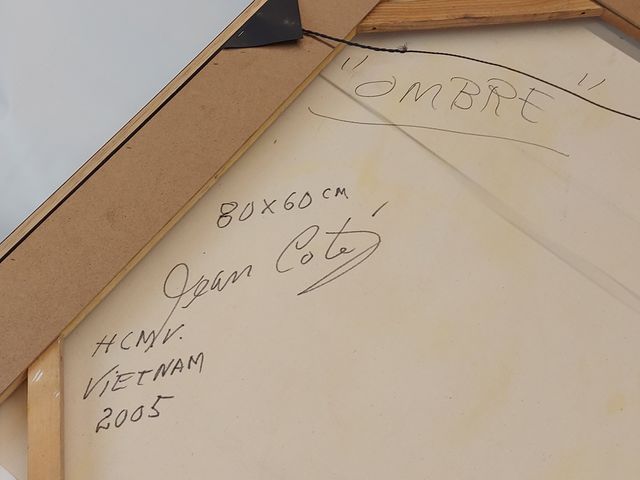 "OMBRE"
80X60 CM
Jean Coté
HCMV.
VIETNAM
2005